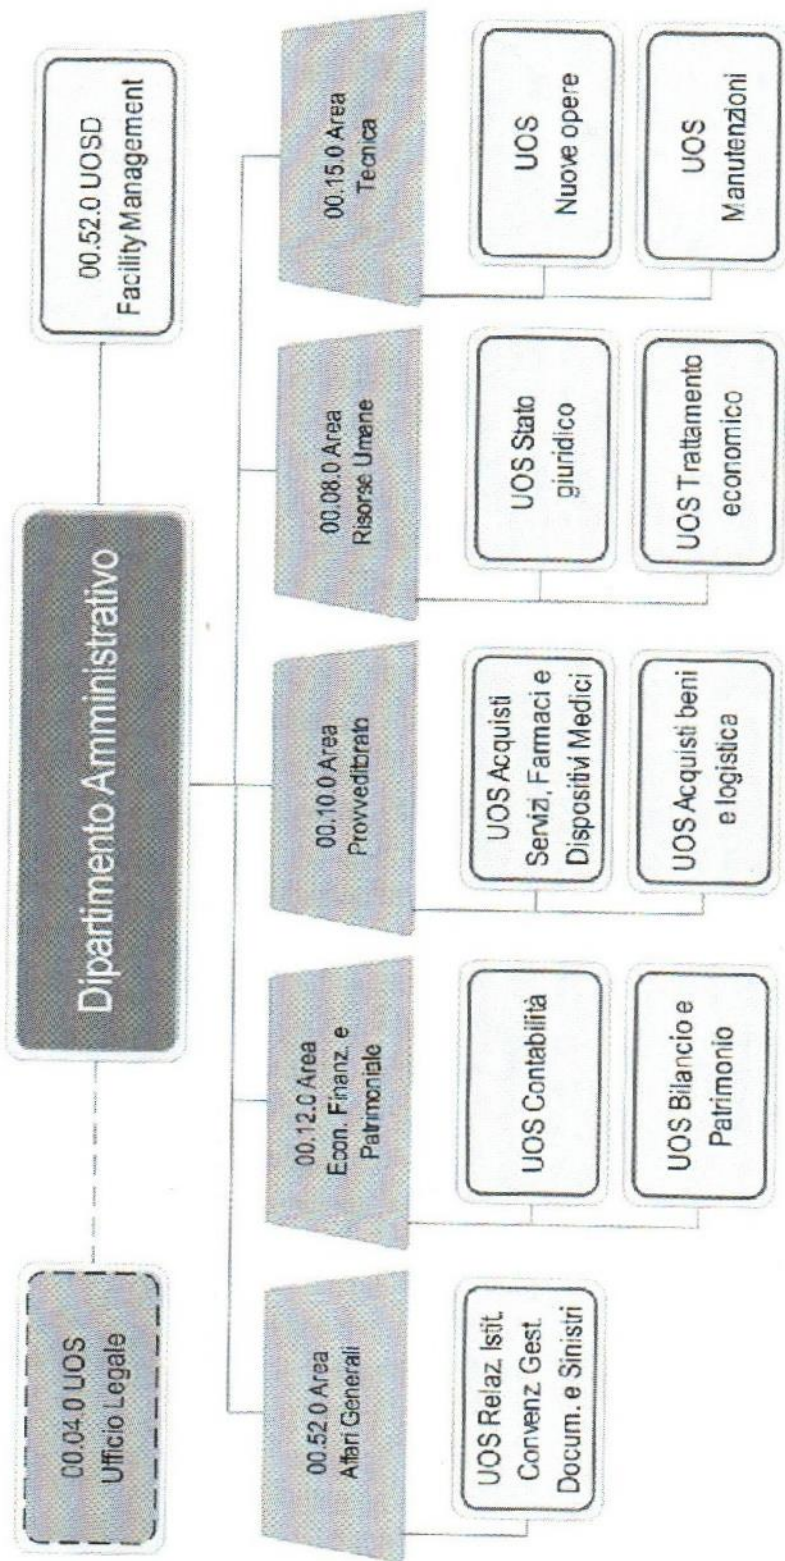 00.04.0 UOS
Ufficio Legale
Dipartimento Amministrativo
00.52.0 UOSD
Facility Management
00.52.0 Area
Affari Generali
00.12.0 Area
Econ. Finanz. e
Patrimoniale
00.10.0 Area
Provveditorato
00.08.0 Area
Risorse Umane
00.15.0 Area
Tecnica
UOS Relaz. Istit.
Convenz. Gest.
Docum. e Sinistri
UOS Contabilità
UOS Bilancio e
Patrimonio
UOS Acquisti
Servizi, Farmaci e
Dispositivi Medici
UOS Acquisti beni
e logistica
UOS Stato
giuridico
UOS Trattamento
economico
UOS
Nuove opere
UOS
Manutenzioni